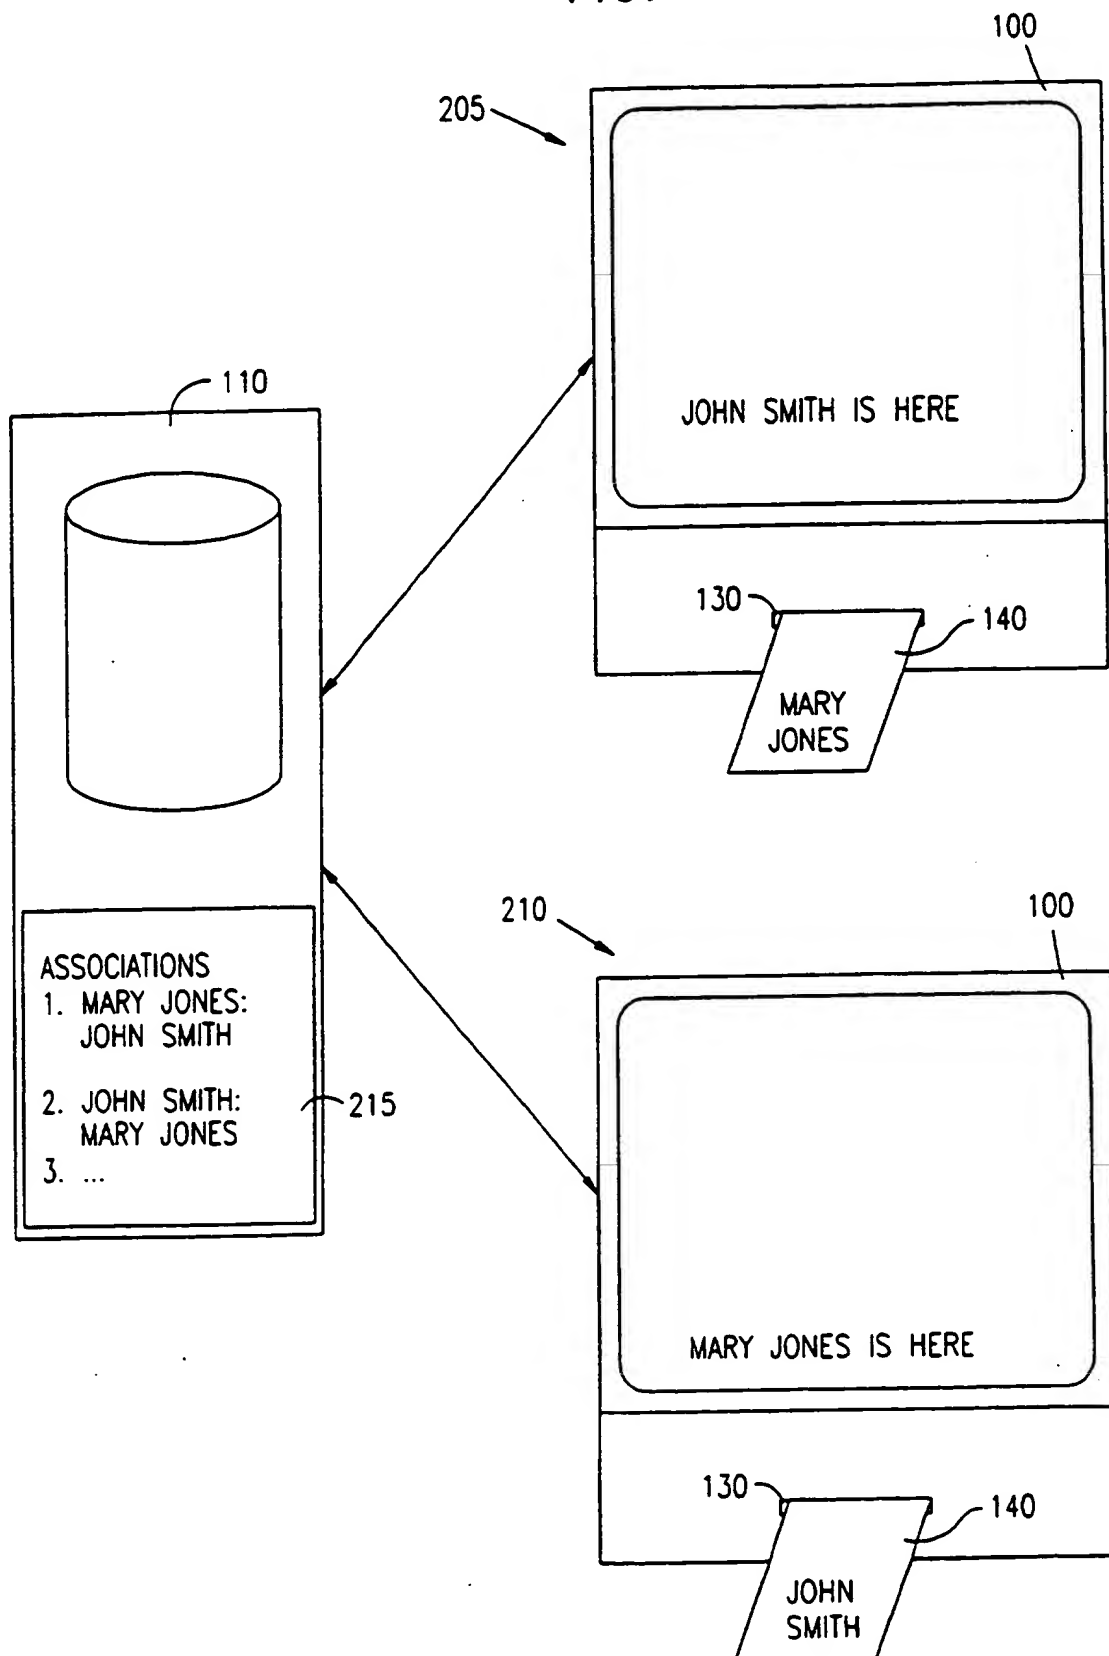 100
205
110
JOHN SMITH IS HERE
130
140
MARY
JONES
210
100
ASSOCIATIONS
1. MARY JONES:
JOHN SMITH
2. JOHN SMITH:
MARY JONES
3. ...
215
MARY JONES IS HERE
130
140
JOHN
SMITH